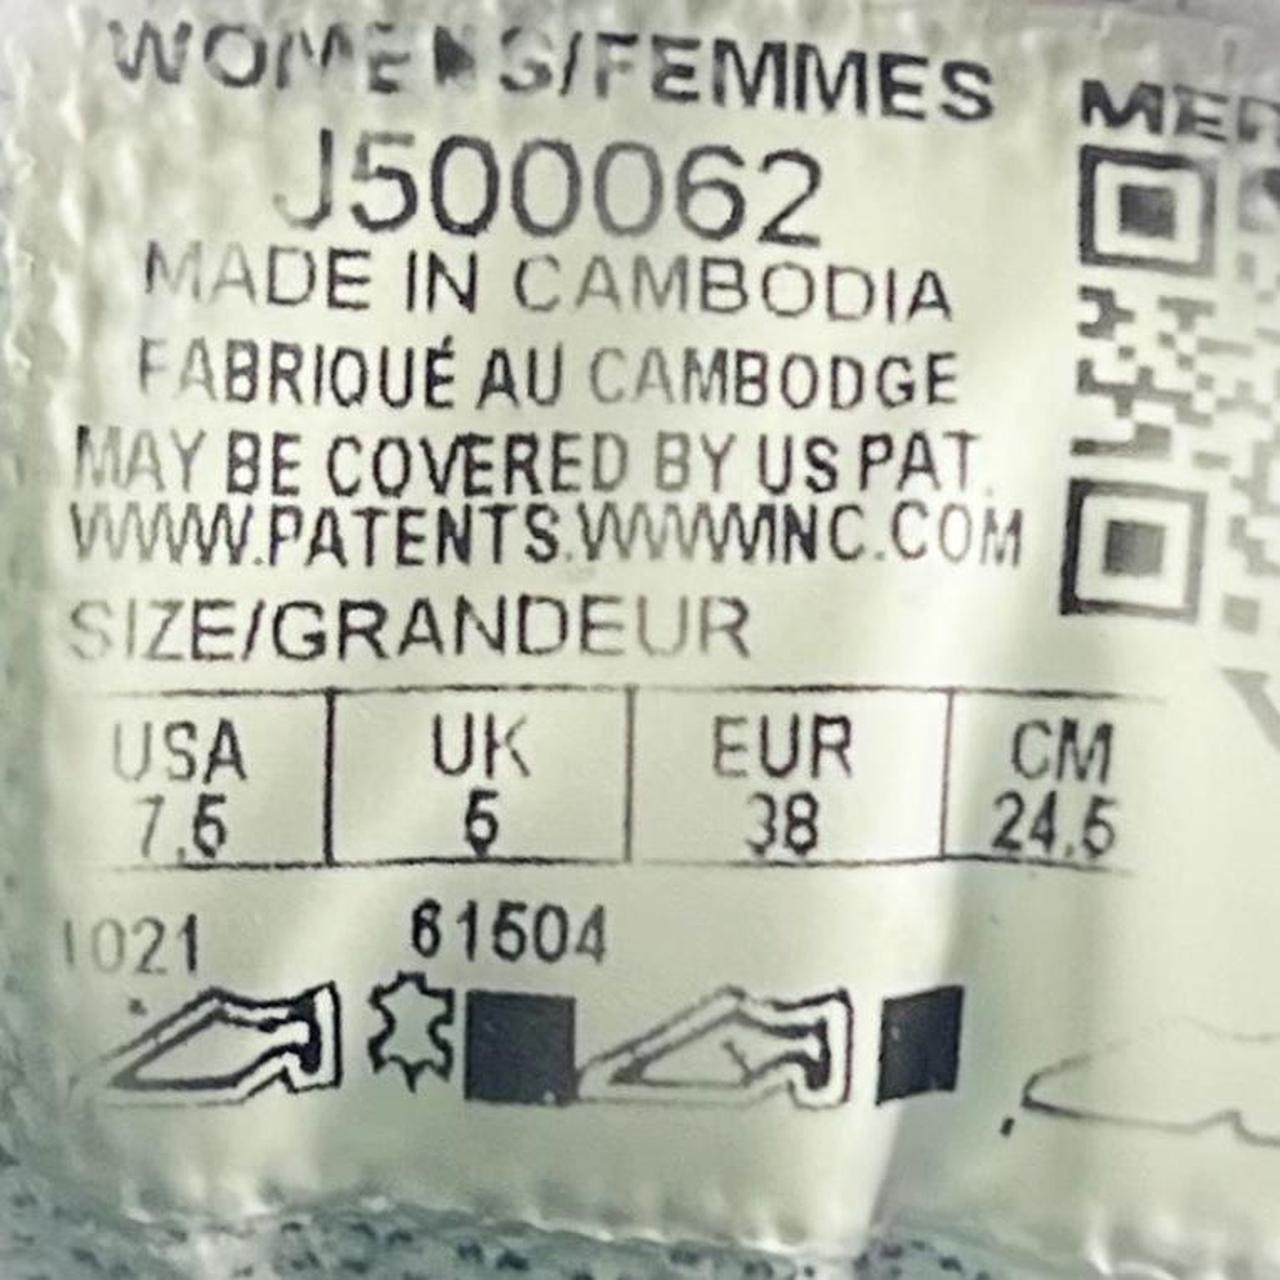 WOMENS/FEMMES
MER
J500062
MADE IN CAMBODIA
FABRIQUÉ AU CAMBODGE
MAY BE COVERED BY US PAT.
WWW.PATENTS.WWWINC.COM
SIZE/GRANDEUR
USA UK EUR CM
7.5 5 38 24.5
1021 61504